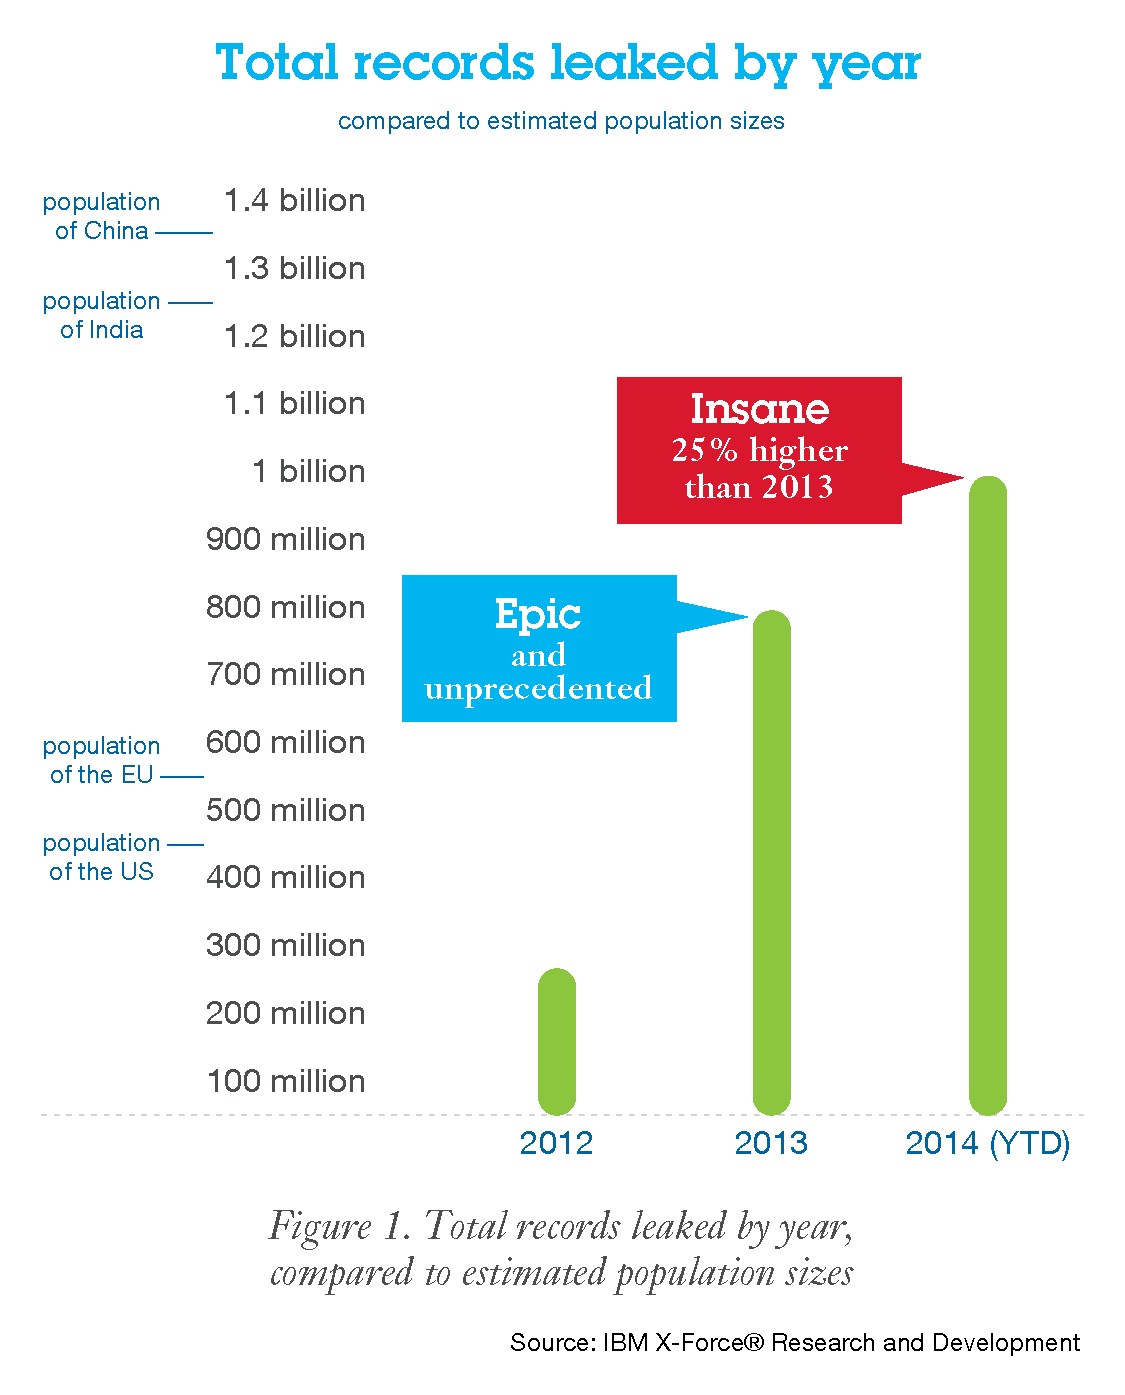 Total records leaked by year
compared to estimated population sizes
population
of China
1.4 billion
1.3 billion
population
of India
1.2 billion
1.1 billion
1 billion
900 million
800 million
700 million
600 million
population
of the EU
500 million
population
of the US
400 million
300 million
200 million
100 million
Insane
25% higher
than 2013
Epic
and
unprecedented
2012
2013
2014 (YTD)
Figure 1. Total records leaked by year,
compared to estimated population sizes
Source: IBM X-Force® Research and Development